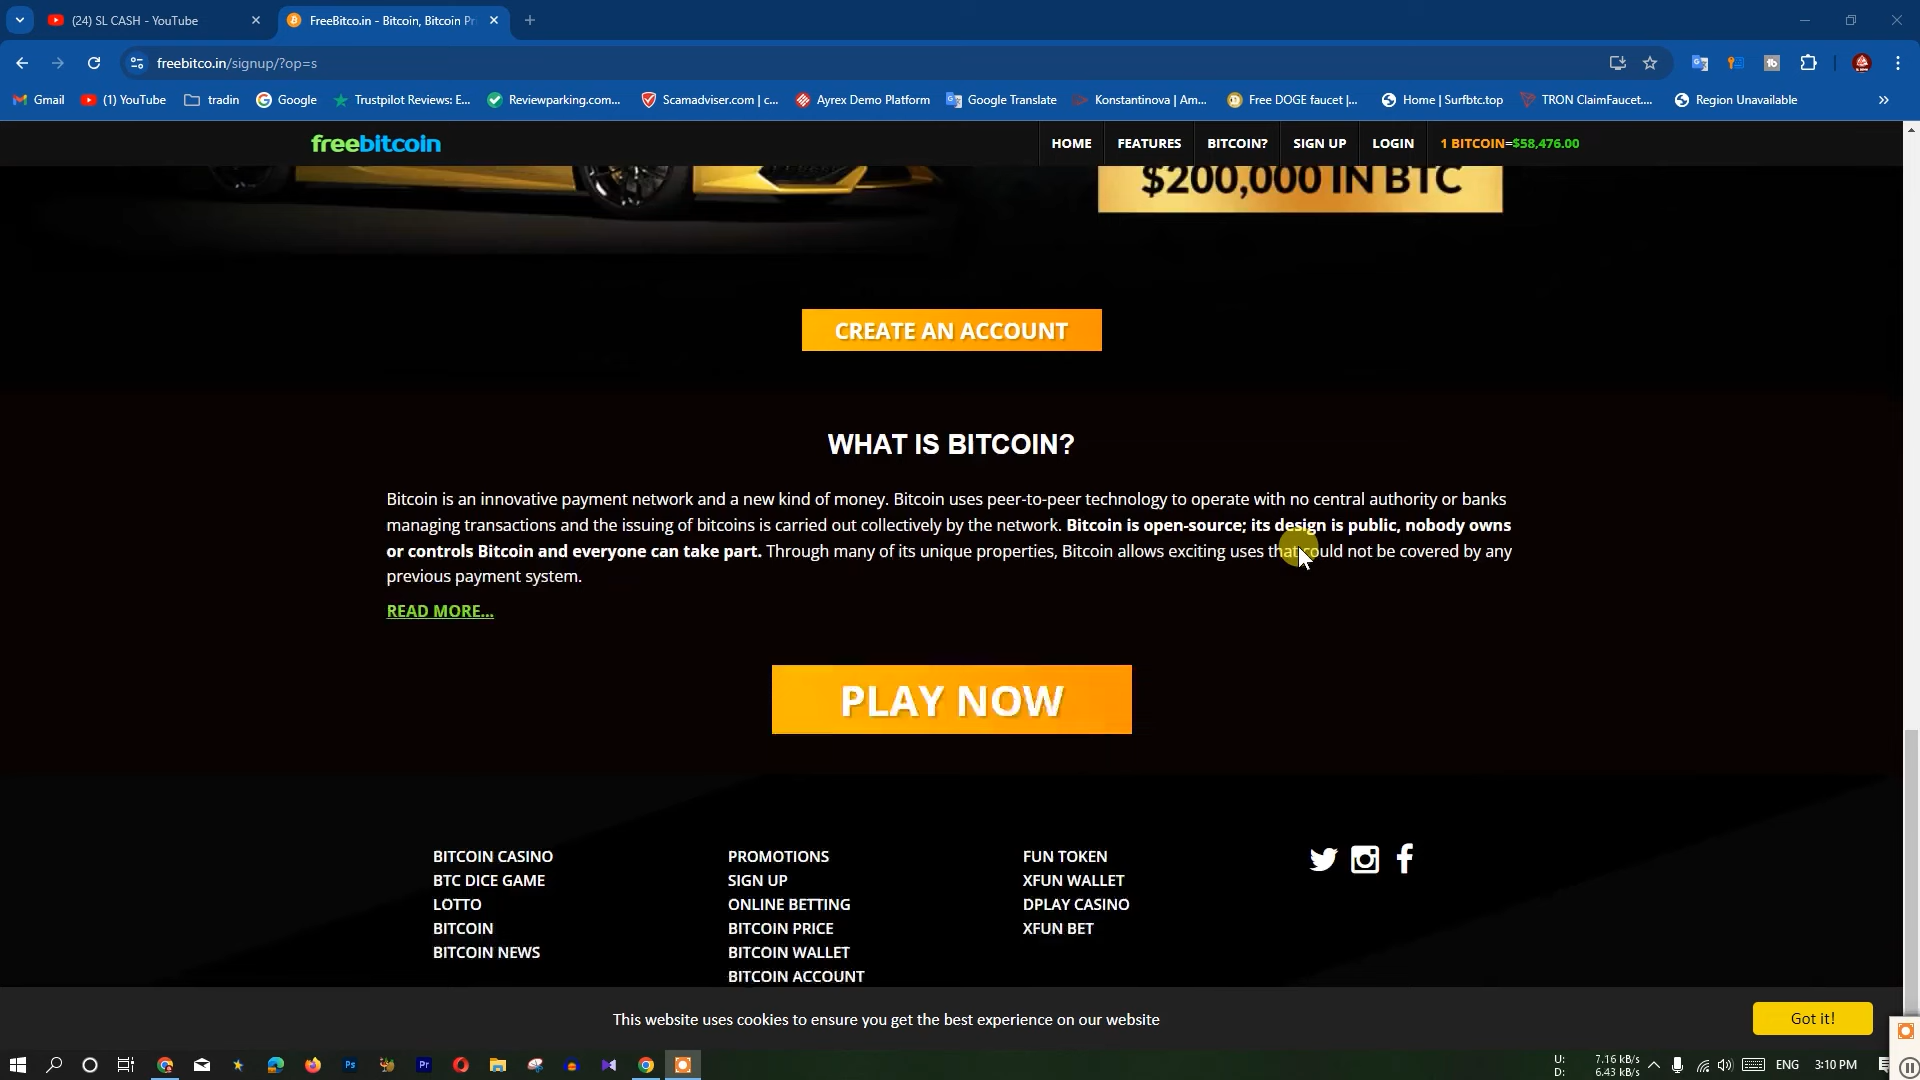 (24) SL CASH - YouTube
FreeBitco.in - Bitcoin, Bitcoin Pr
freebitco.in/signup/?op=s
Gmail
(1) YouTube
tradin
Google
Trustpilot Reviews: E...
Reviewparking.com...
Scamadviser.com | c...
Ayrex Demo Platform
Google Translate
Konstantinova | Am...
Free DOGE faucet |...
Home | Surfbtc.top
TRON ClaimFaucet....
Region Unavailable
freebitcoin
HOME
FEATURES
BITCOIN?
SIGN UP
LOGIN
1 BITCOIN=$58,476.00
$200,000 IN BTC
CREATE AN ACCOUNT
WHAT IS BITCOIN?
Bitcoin is an innovative payment network and a new kind of money. Bitcoin uses peer-to-peer technology to operate with no central authority or banks
managing transactions and the issuing of bitcoins is carried out collectively by the network. Bitcoin is open-source; its design is public, nobody owns
or controls Bitcoin and everyone can take part. Through many of its unique properties, Bitcoin allows exciting uses that could not be covered by any
previous payment system.
READ MORE...
PLAY NOW
BITCOIN CASINO
BTC DICE GAME
LOTTO
BITCOIN
BITCOIN NEWS
PROMOTIONS
SIGN UP
ONLINE BETTING
BITCOIN PRICE
BITCOIN WALLET
BITCOIN ACCOUNT
FUN TOKEN
XFUN WALLET
DPLAY CASINO
XFUN BET
This website uses cookies to ensure you get the best experience on our website
Got it!
Ps
Pr
U: 7.16 kB/s
D: 6.43 kB/s
ENG
3:10 PM